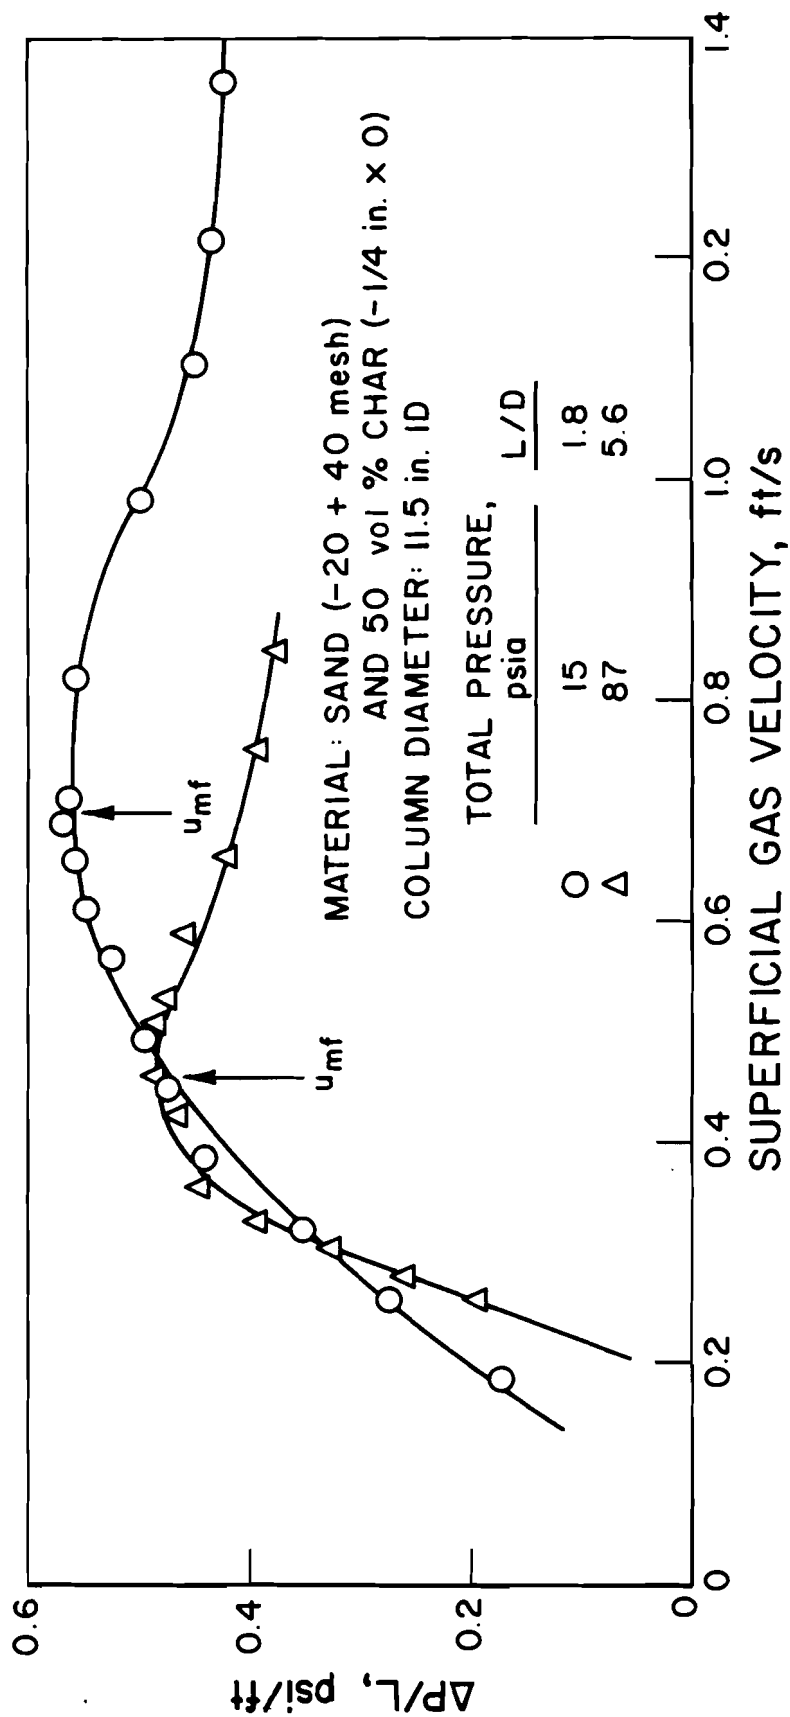 ΔP/L, psi/ft
0.6
0.4
0.2
0
u_mf
u_mf
MATERIAL: SAND (-20 + 40 mesh)
AND 50 vol % CHAR (-1/4 in. x 0)
COLUMN DIAMETER: 11.5 in. ID
TOTAL PRESSURE,
psia L/D
○ 15 1.8
△ 87 5.6
0 0.2 0.4 0.6 0.8 1.0 0.2 1.4
SUPERFICIAL GAS VELOCITY, ft/s